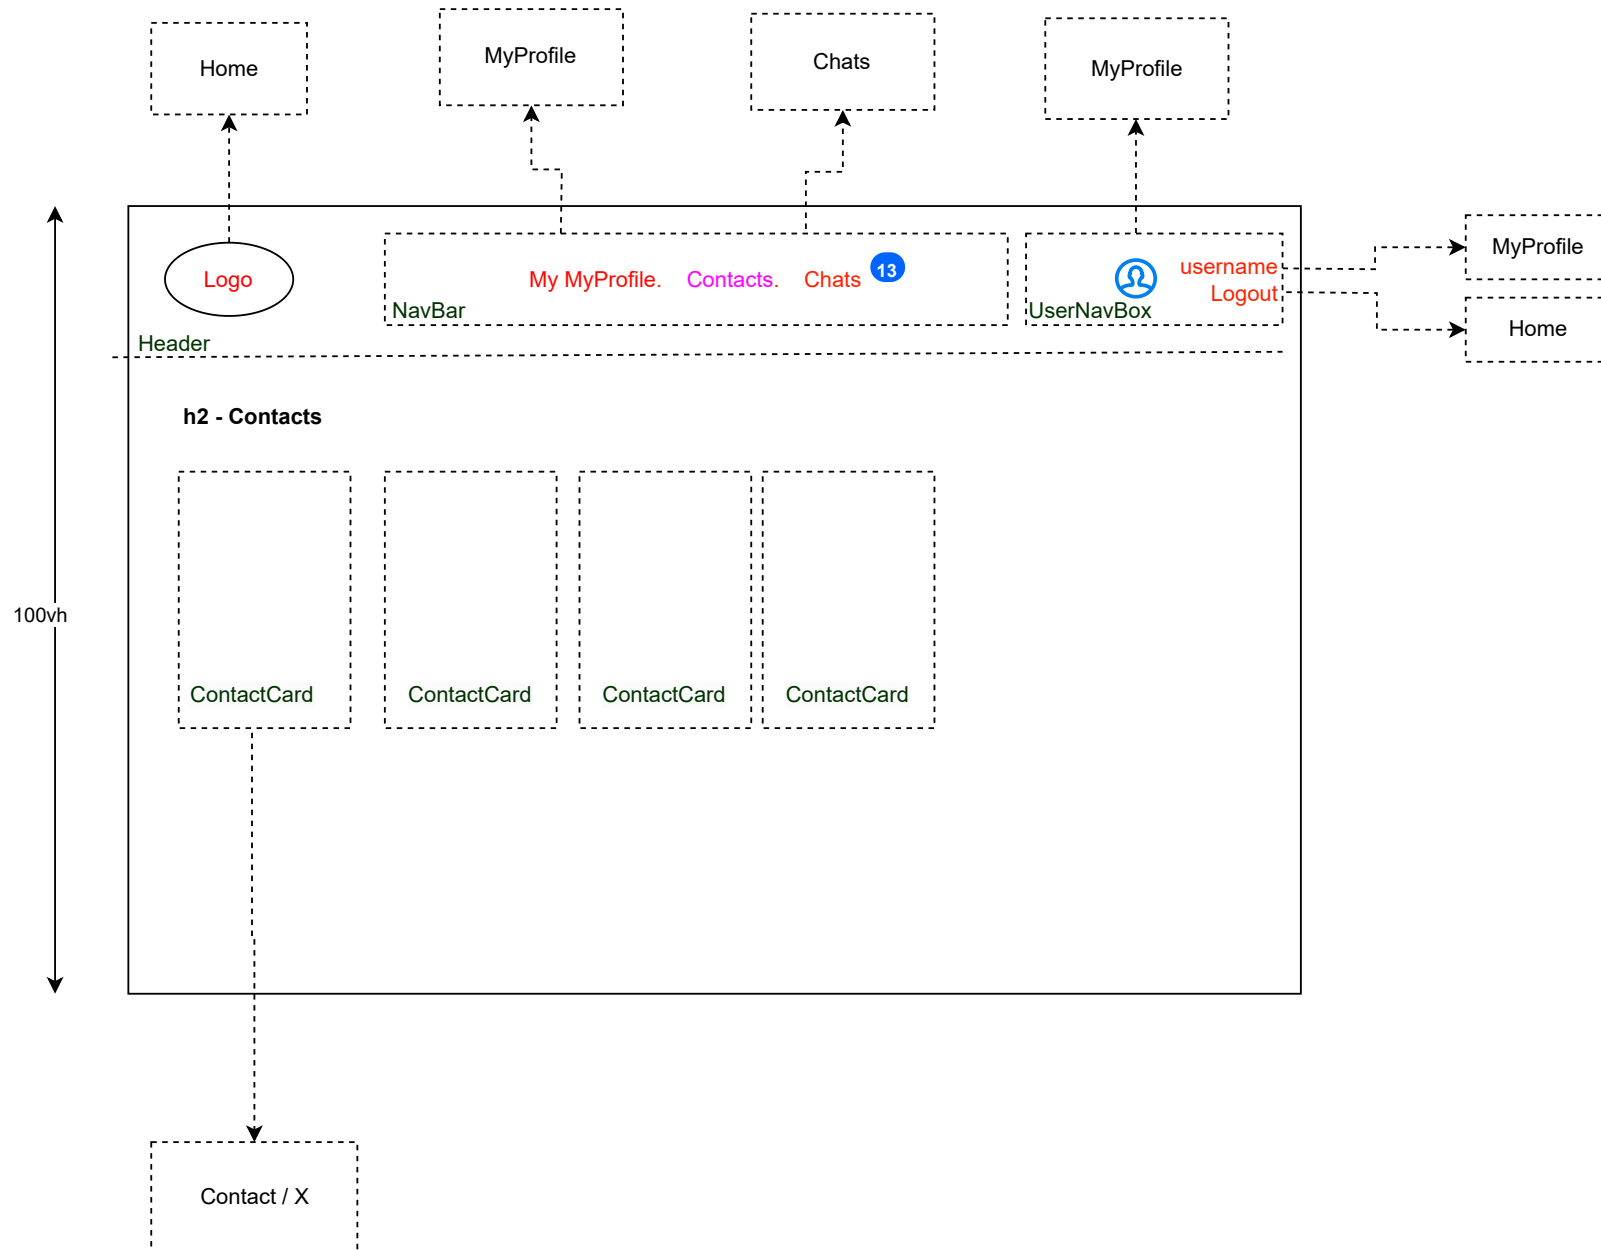 Home
MyProfile
Chats
MyProfile
Logo
My MyProfile. Contacts. Chats 13
NavBar
username
Logout
UserNavBox
MyProfile
Home
Header
h2 - Contacts
100vh
ContactCard
ContactCard
ContactCard
ContactCard
Contact / X